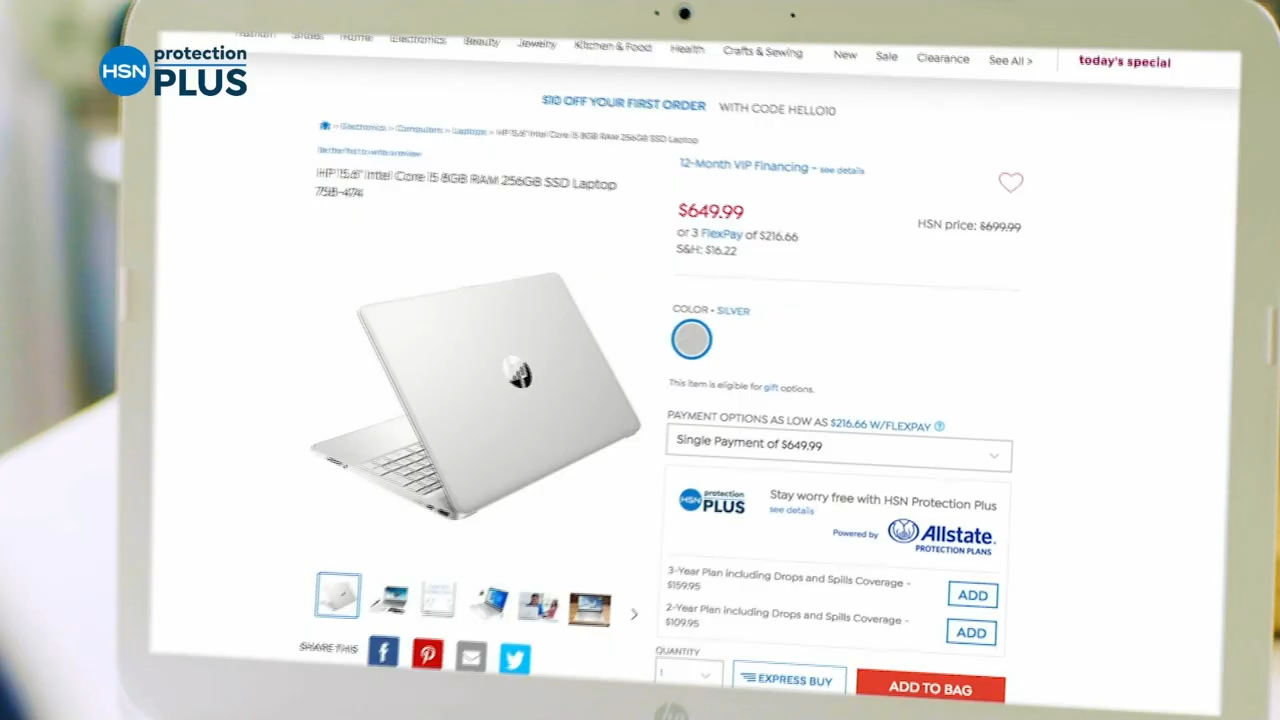 HSN protection PLUS
Fashion Shoes Home Electronics Beauty Jewelry Kitchen & Food Health Crafts & Sewing New Sale Clearance See All > today's special
$10 OFF YOUR FIRST ORDER WITH CODE HELLO10
> Electronics > Computers > Laptops > HP 15.6" Intel Core i5 8GB RAM 256GB SSD Laptop
Be the first to write a review
12-Month VIP Financing - see details
HP 15.6" Intel Core i5 8GB RAM 256GB SSD Laptop
758-474
$649.99
HSN price: $699.99
or 3 FlexPay of $216.66
S&H: $16.22
COLOR - SILVER
This item is eligible for gift options.
PAYMENT OPTIONS AS LOW AS $216.66 W/FLEXPAY ?
Single Payment of $649.99
HSN protection PLUS
Stay worry free with HSN Protection Plus
see details
Powered by Allstate.
PROTECTION PLANS
3-Year Plan including Drops and Spills Coverage -
$159.95
ADD
2-Year Plan including Drops and Spills Coverage -
$109.95
ADD
SHARE THIS
QUANTITY
1
EXPRESS BUY
ADD TO BAG
hp